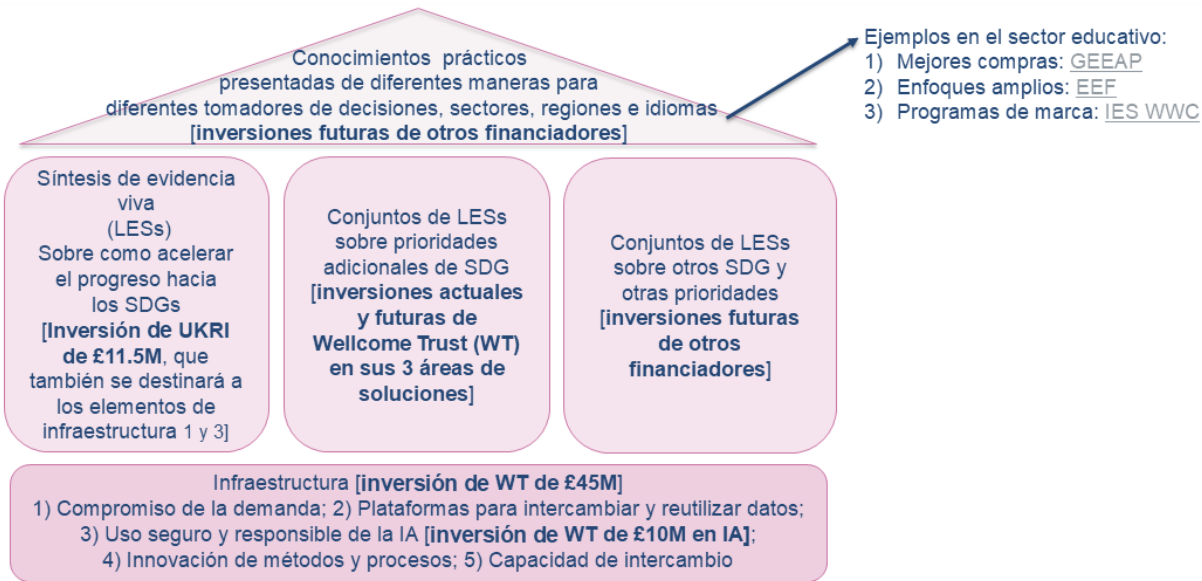 Conocimientos prácticos
presentadas de diferentes maneras para
diferentes tomadores de decisiones, sectores, regiones e idiomas
[inversiones futuras de otros financiadores]
Ejemplos en el sector educativo:
1) Mejores compras: GEEAP
2) Enfoques amplios: EEF
3) Programas de marca: IES WWC
Síntesis de evidencia
viva
(LESs)
Sobre como acelerar
el progreso hacia
los SDGs
[Inversión de UKRI
de £11.5M, que
también se destinará a
los elementos de
infraestructura 1 y 3]
Conjuntos de LESs
sobre prioridades
adicionales de SDG
[inversiones actuales
y futuras de
Wellcome Trust (WT)
en sus 3 áreas de
soluciones]
Conjuntos de LESs
sobre otros SDG y
otras prioridades
[inversiones futuras
de otros
financiadores]
Infraestructura [inversión de WT de £45M]
1) Compromiso de la demanda; 2) Plataformas para intercambiar y reutilizar datos;
3) Uso seguro y responsible de la IA [inversión de WT de £10M en IA];
4) Innovación de métodos y procesos; 5) Capacidad de intercambio